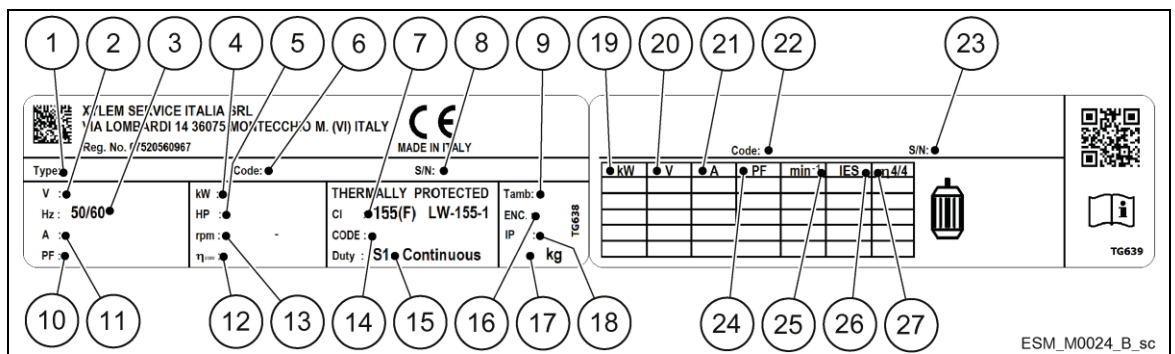 1 2 3 4 5 6 7 8 9 19 20 21 22 23
XYLEM SERVICE ITALIA SRL
VIA LOMBARDI 14 36075 MONTECCHIO M. (VI) ITALY
Reg. No. 07520560967
CE
MADE IN ITALY
Type: Code: S/N:
V : kW : THERMALLY PROTECTED Tamb:
Hz : 50/60 HP : Cl : 155(F) LW-155-1 ENC. :
A : rpm : - CODE : IP :
PF : Duty : S1 Continuous kg
TG638
Code: S/N:
kW V A PF min-1 IES η4/4
i
TG639
10 11 12 13 14 15 16 17 18 24 25 26 27
ESM_M0024_B_sc